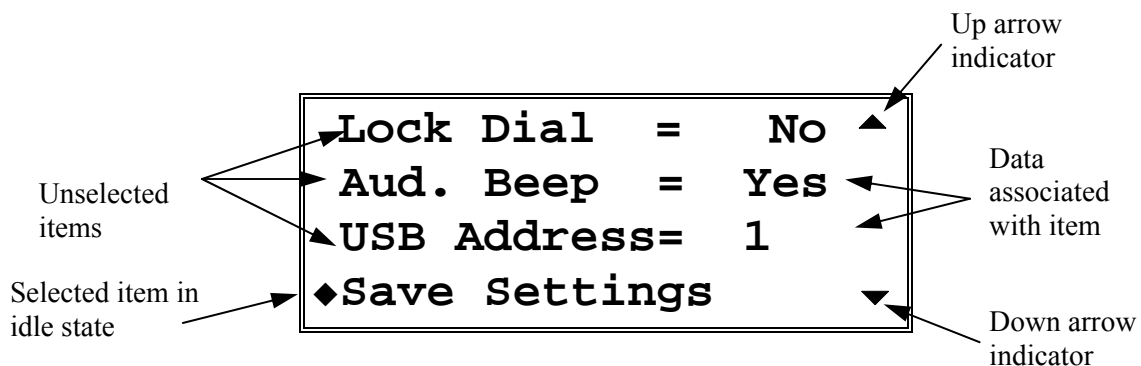 Up arrow
indicator
Lock Dial = No ▲
Aud. Beep = Yes
USB Address= 1
◆Save Settings ▼
Unselected
items
Data
associated
with item
Selected item in
idle state
Down arrow
indicator